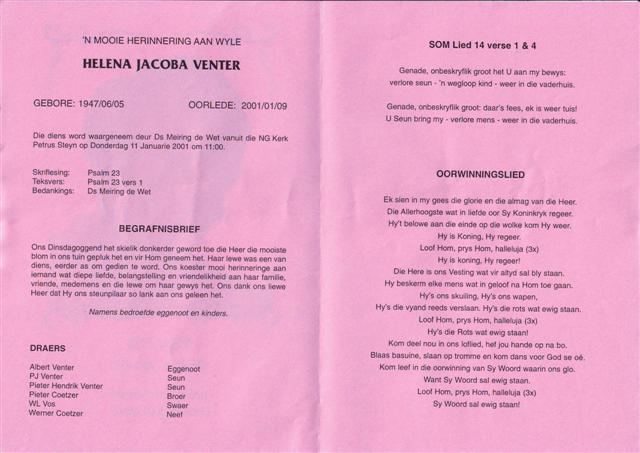 'N MOOIE HERINNERING AAN WYLE
HELENA JACOBA VENTER
GEBORE: 1947/06/05 OORLEDE: 2001/01/09
Die diens word waargeneem deur Ds Meiring de Wet vanuit die NG Kerk
Petrus Steyn op Donderdag 11 Januarie 2001 om 11:00.
Skriflesing: Psalm 23
Teksvers: Psalm 23 vers 1
Bedankings: Ds Meiring de Wet
BEGRAFNISBRIEF
Ons Dinsdagoggend het skielik donkerder geword toe die Heer die mooiste
blom in ons tuin gepluk het en vir Hom geneem het. Haar lewe was een van
diens, eerder as om gedien te word. Ons koester mooi herinneringe aan
iemand wat diepe liefde, belangstelling en vriendelikheid aan haar familie,
vriende, medemens en die lewe om haar gewys het. Ons dank ons liewe
Heer dat Hy ons steunpilaar so lank aan ons geleen het.
Namens bedroefde eggenoot en kinders.
DRAERS
Albert Venter Eggenoot
PJ Venter Seun
Pieter Hendrik Venter Seun
Pieter Coetzer Broer
WL Vos Swaer
Werner Coetzer Neef
SOM Lied 14 verse 1 & 4
Genade, onbeskryflik groot het U aan my bewys:
verlore seun - 'n wegloop kind - weer in die vaderhuis.
Genade, onbeskryflik groot: daar's fees, ek is weer tuis!
U Seun bring my - verlore mens - weer in die vaderhuis.
OORWINNINGSLIED
Ek sien in my gees die glorie en die almag van die Heer.
Die Allerhoogste wat in liefde oor Sy Koninkryk regeer.
Hy't belowe aan die einde op die wolke kom Hy weer.
Hy is Koning, Hy regeer.
Loof Hom, prys Hom, halleluja (3x)
Hy is koning, Hy regeer!
Die Here is ons Vesting wat vir altyd sal bly staan.
Hy beskerm elke mens wat in geloof na Hom toe gaan.
Hy's ons skuiling, Hy's ons wapen,
Hy's die vyand reeds verslaan. Hy's die rots wat ewig staan.
Loof Hom, prys Hom, halleluja (3x)
Hy's die Rots wat ewig staan!
Kom deel nou in ons loflied, hef jou hande op na bo.
Blaas basuine, slaan op tromme en kom dans voor God se oë.
Kom leef in die oorwinning van Sy Woord waarin ons glo.
Want Sy Woord sal ewig staan.
Loof Hom, prys Hom, halleluja (3x)
Sy Woord sal ewig staan!